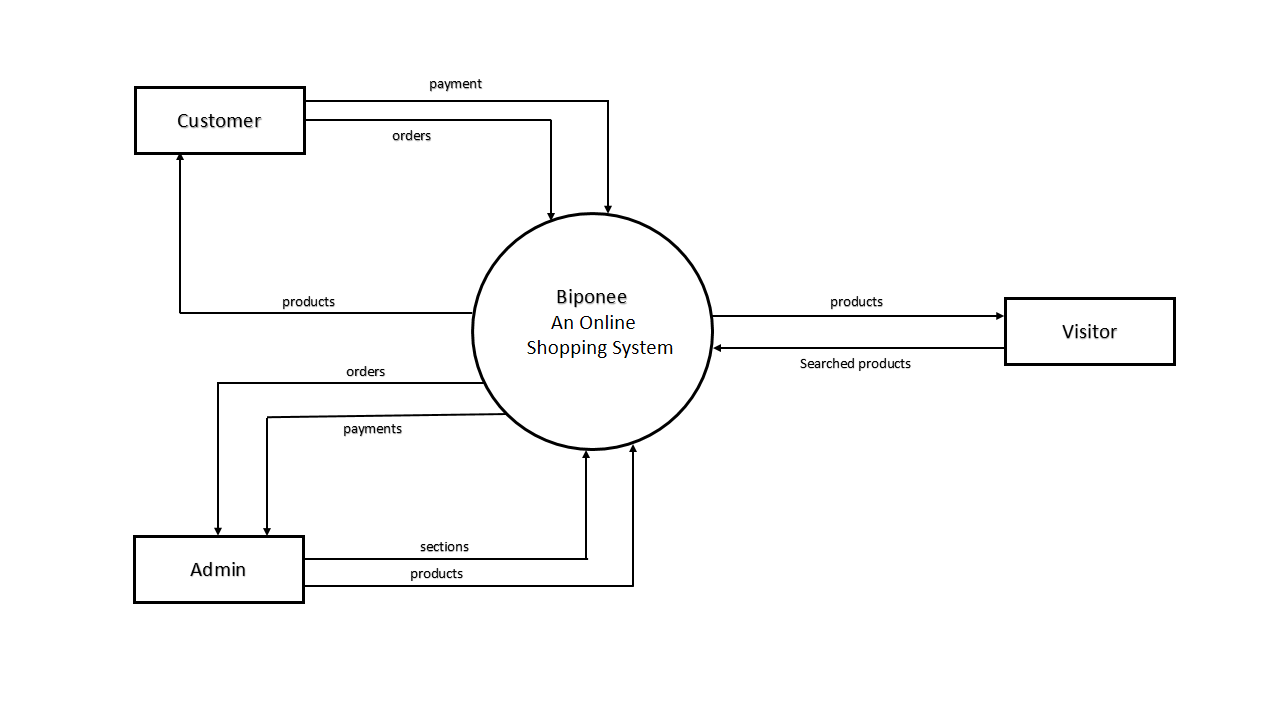 payment
Customer
orders
products
Biponee
An Online
Shopping System
products
Visitor
Searched products
orders
payments
sections
Admin
products